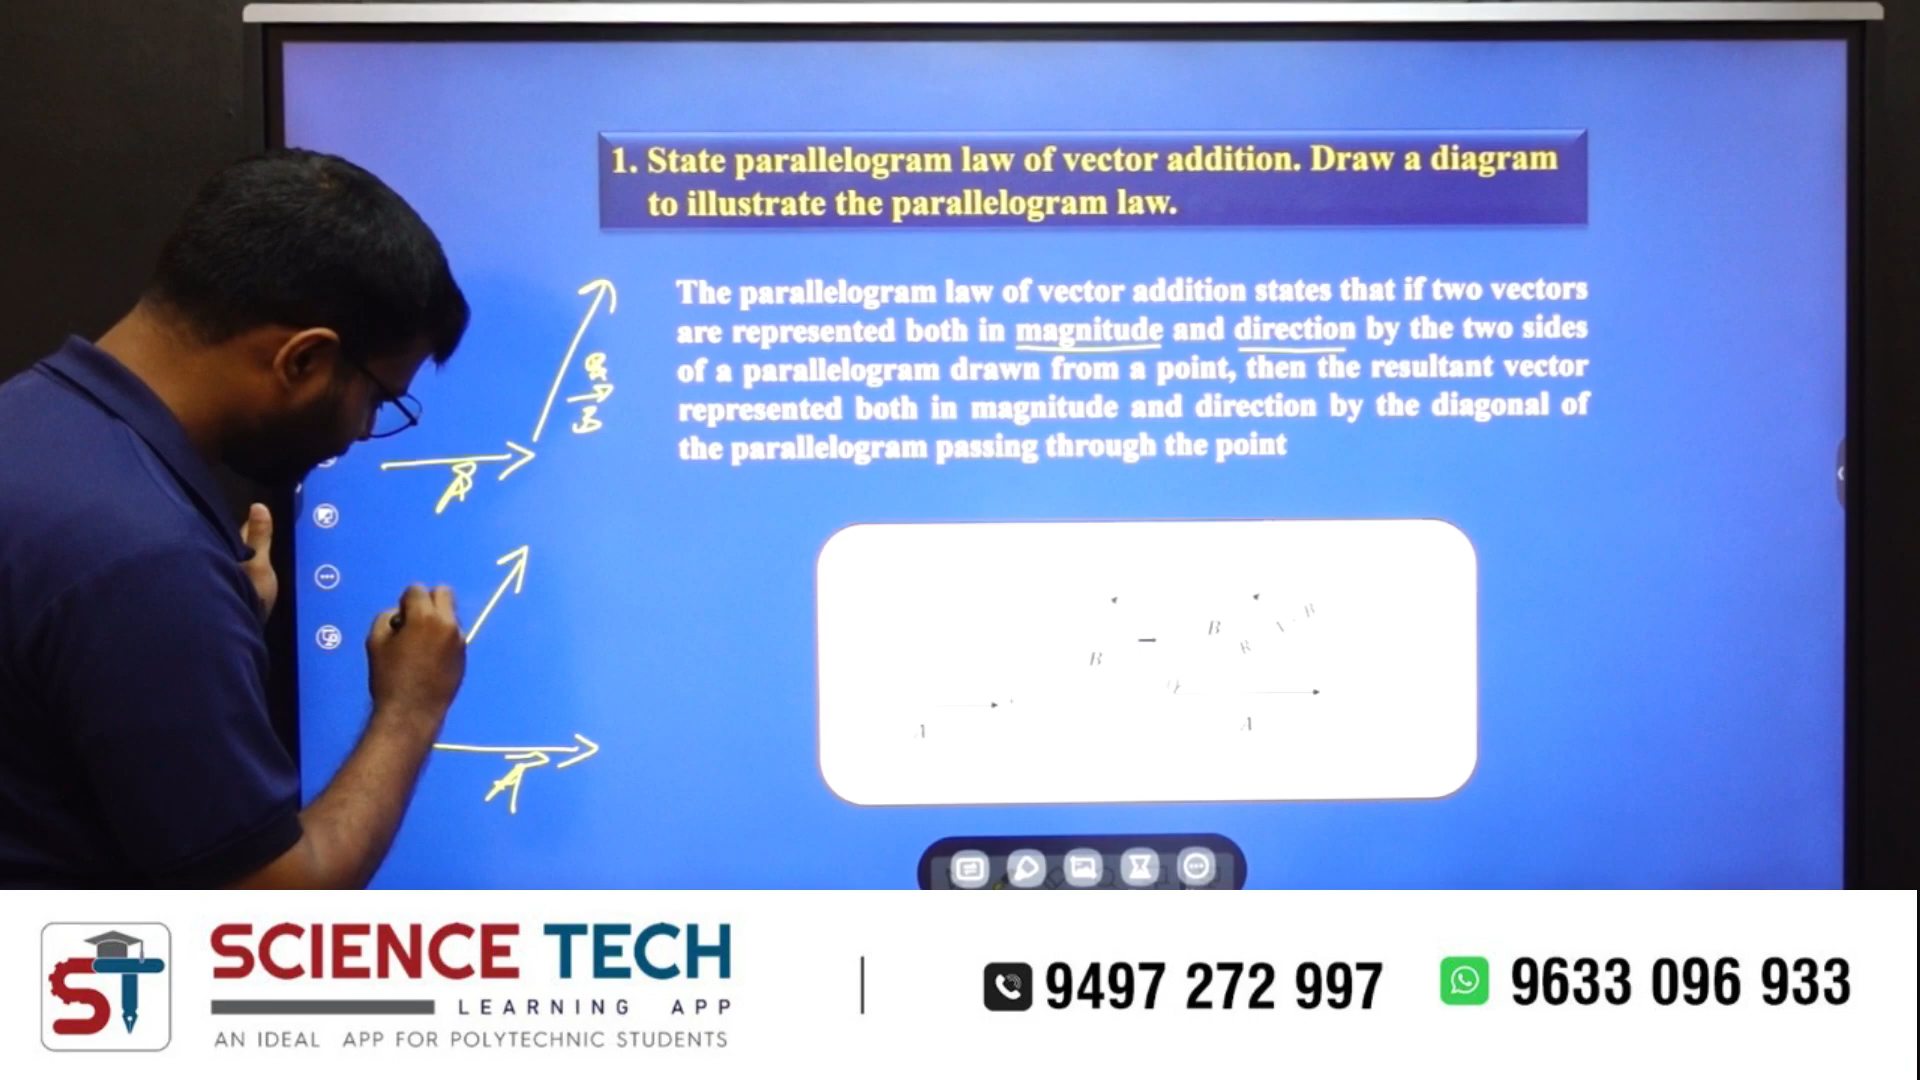 1. State parallelogram law of vector addition. Draw a diagram
to illustrate the parallelogram law.
The parallelogram law of vector addition states that if two vectors
are represented both in magnitude and direction by the two sides
of a parallelogram drawn from a point, then the resultant vector
represented both in magnitude and direction by the diagonal of
the parallelogram passing through the point
B
A
A
B
B
R
A
A
SCIENCE TECH
LEARNING APP
AN IDEAL APP FOR POLYTECHNIC STUDENTS
ST
9497 272 997
9633 096 933